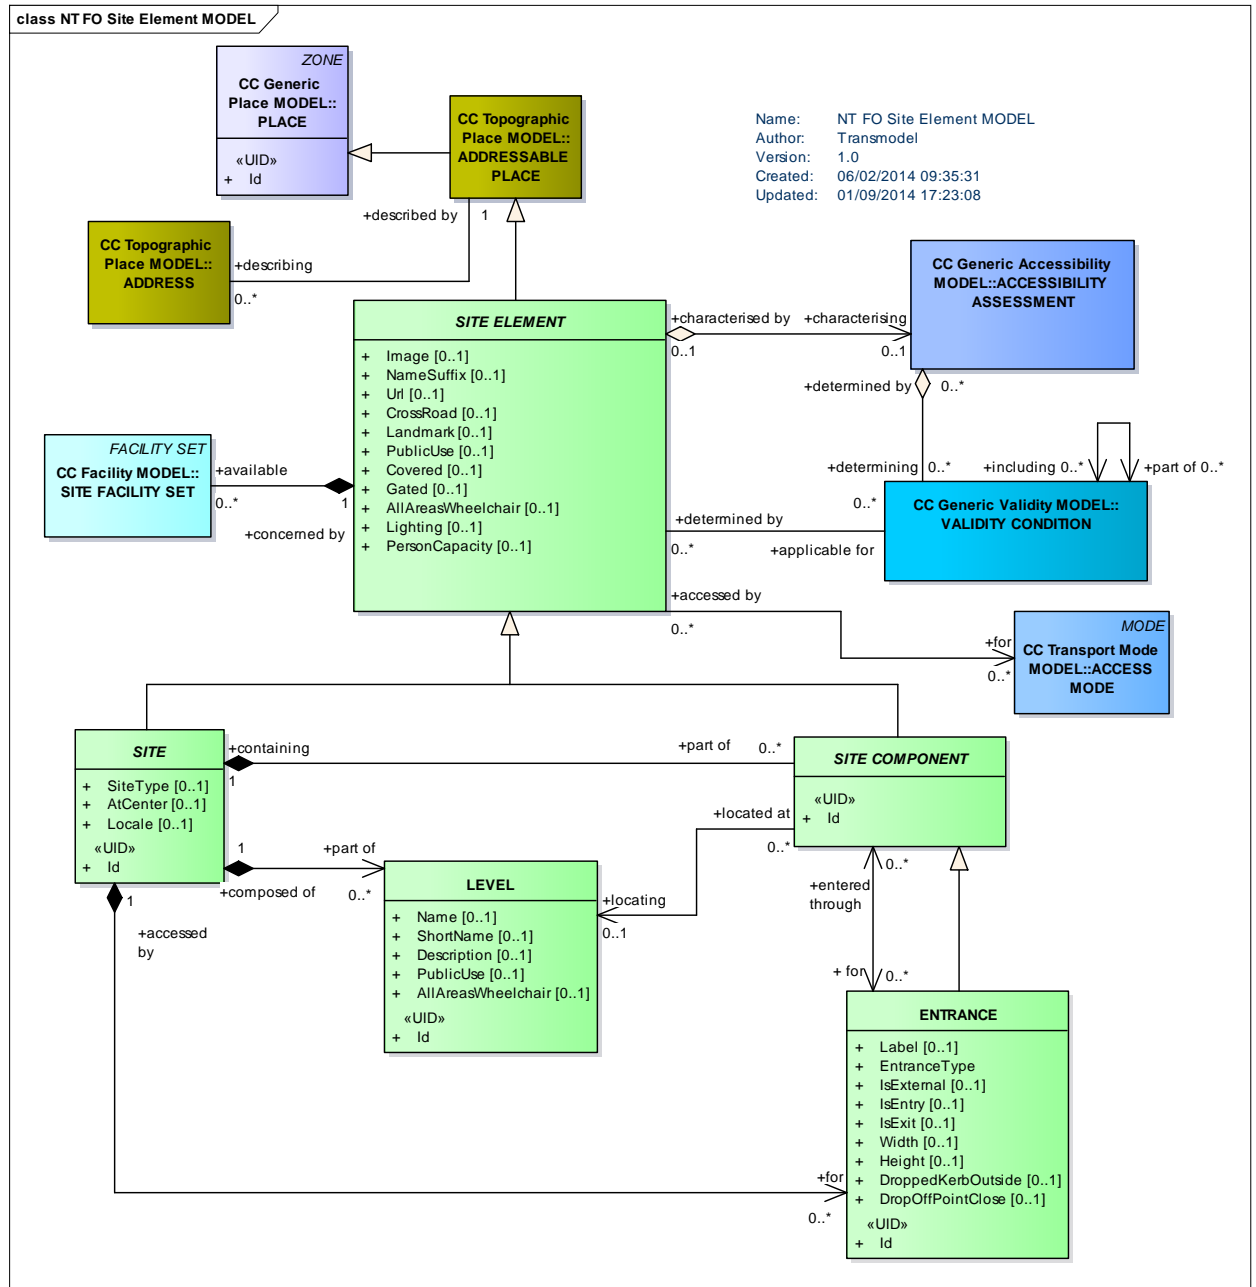 class NT FO Site Element MODEL
ZONE
CC Generic
Place MODEL::
PLACE
«UID»
+ Id
CC Topographic
Place MODEL::
ADDRESSABLE
PLACE
Name: NT FO Site Element MODEL
Author: Transmodel
Version: 1.0
Created: 06/02/2014 09:35:31
Updated: 01/09/2014 17:23:08
+described by
1
CC Topographic
Place MODEL::
ADDRESS
+describing
0..*
CC Generic Accessibility
MODEL::ACCESSIBILITY
ASSESSMENT
SITE ELEMENT
+ Image [0..1]
+ NameSuffix [0..1]
+ Url [0..1]
+ CrossRoad [0..1]
+ Landmark [0..1]
+ PublicUse [0..1]
+ Covered [0..1]
+ Gated [0..1]
+ AllAreasWheelchair [0..1]
+ Lighting [0..1]
+ PersonCapacity [0..1]
+characterised by
0..1
+characterising
0..1
+determined by
0..*
+determining
0..*
+including 0..*
+part of 0..*
FACILITY SET
CC Facility MODEL::
SITE FACILITY SET
+available
0..*
1
+concerned by
0..*
CC Generic Validity MODEL::
VALIDITY CONDITION
+determined by
0..*
+applicable for
+accessed by
0..*
+for
0..*
MODE
CC Transport Mode
MODEL::ACCESS
MODE
SITE
+ SiteType [0..1]
+ AtCenter [0..1]
+ Locale [0..1]
«UID»
+ Id
+containing
1
+part of
0..*
SITE COMPONENT
«UID»
+ Id
+located at
0..*
1
+composed of
+part of
0..*
LEVEL
+ Name [0..1]
+ ShortName [0..1]
+ Description [0..1]
+ PublicUse [0..1]
+ AllAreasWheelchair [0..1]
«UID»
+ Id
+locating
0..1
0..*
+entered
through
+ for
0..*
1
+accessed
by
ENTRANCE
+ Label [0..1]
+ EntranceType
+ IsExternal [0..1]
+ IsEntry [0..1]
+ IsExit [0..1]
+ Width [0..1]
+ Height [0..1]
+ DroppedKerbOutside [0..1]
+ DropOffPointClose [0..1]
«UID»
+ Id
+for
0..*